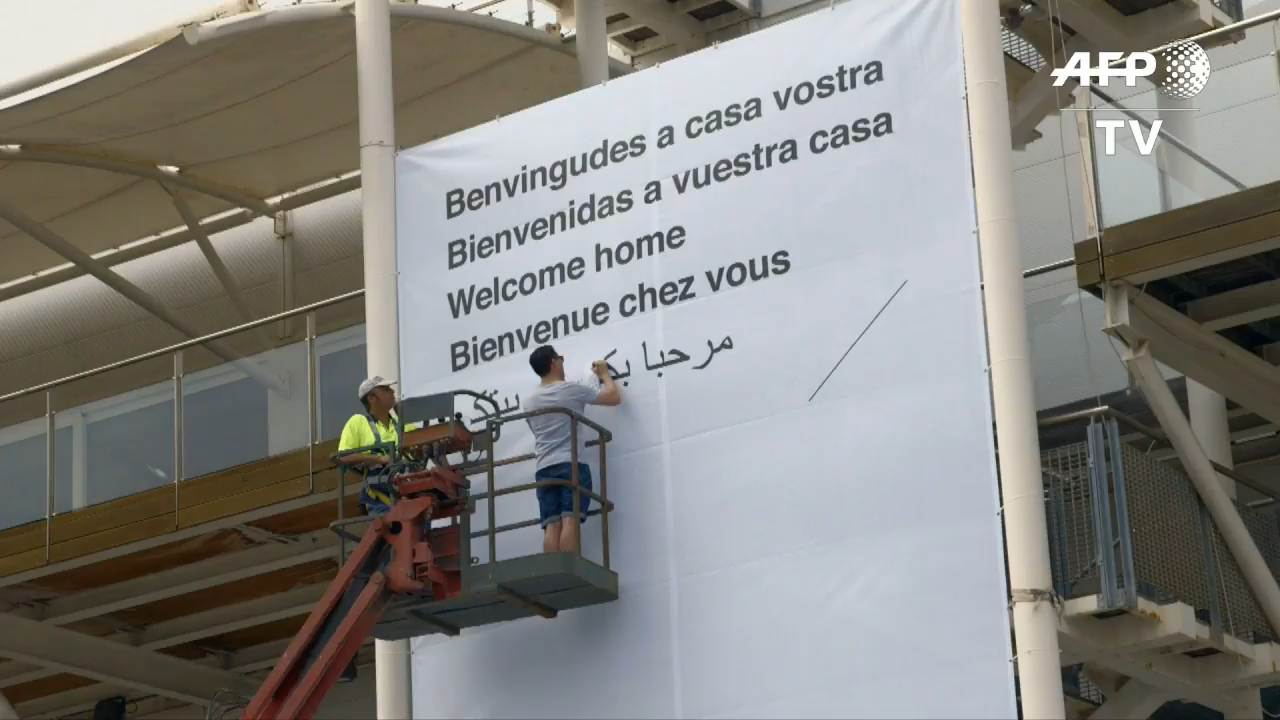 Benvingudes a casa vostra
Bienvenidas a vuestra casa
Welcome home
Bienvenue chez vous
مرحبا
AFP
TV